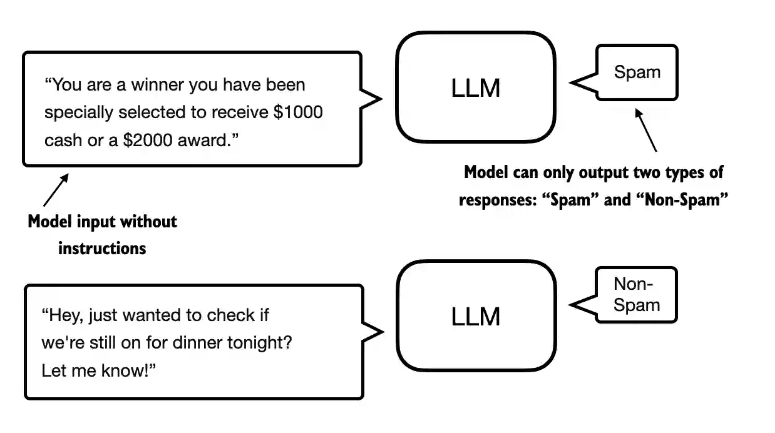 “You are a winner you have been
specially selected to receive $1000
cash or a $2000 award.”
LLM
Spam
Model can only output two types of
responses: “Spam” and “Non-Spam”
Model input without
instructions
“Hey, just wanted to check if
we're still on for dinner tonight?
Let me know!”
LLM
Non-
Spam